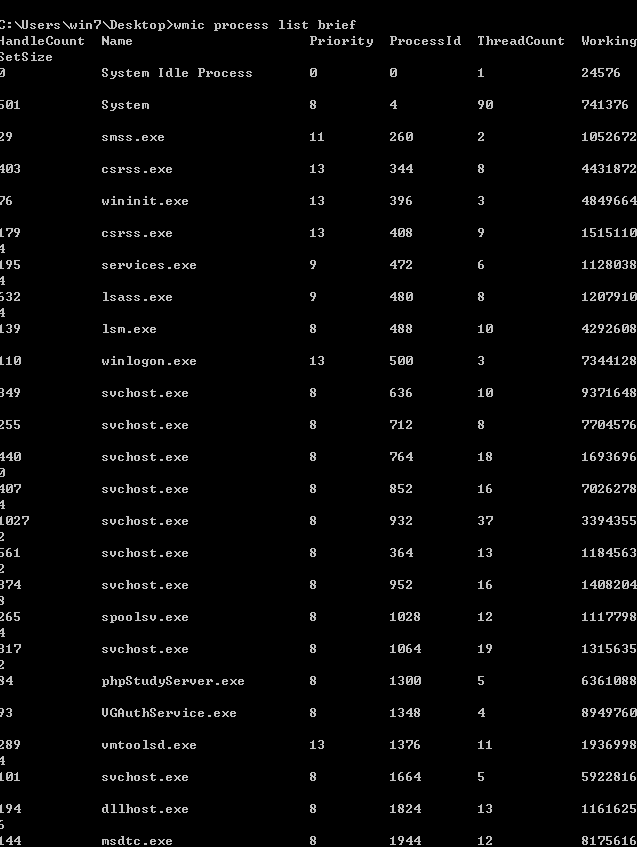 C:\Users\win7\Desktop>wmic process list brief
HandleCount  Name                      Priority  ProcessId  ThreadCount  Working
SetSize
0            System Idle Process       0         0          1            24576
501          System                    8         4          90           741376
29           smss.exe                  11        260        2            1052672
403          csrss.exe                 13        344        8            4431872
76           wininit.exe               13        396        3            4849664
179          csrss.exe                 13        408        9            1515110
4
195          services.exe              9         472        6            1128038
4
632          lsass.exe                 9         480        8            1207910
4
139          lsm.exe                   8         488        10           4292608
110          winlogon.exe              13        500        3            7344128
349          svchost.exe               8         636        10           9371648
255          svchost.exe               8         712        8            7704576
440          svchost.exe               8         764        18           1693696
0
407          svchost.exe               8         852        16           7026278
4
1027         svchost.exe               8         932        37           3394355
2
561          svchost.exe               8         364        13           1184563
2
374          svchost.exe               8         952        16           1408204
8
265          spoolsv.exe               8         1028       12           1117798
4
317          svchost.exe               8         1064       19           1315635
2
84           phpStudyServer.exe        8         1300       5            6361088
93           VGAuthService.exe         8         1348       4            8949760
289          vmtoolsd.exe              13        1376       11           1936998
4
101          svchost.exe               8         1664       5            5922816
194          dllhost.exe               8         1824       13           1161625
6
144          msdtc.exe                 8         1944       12           8175616